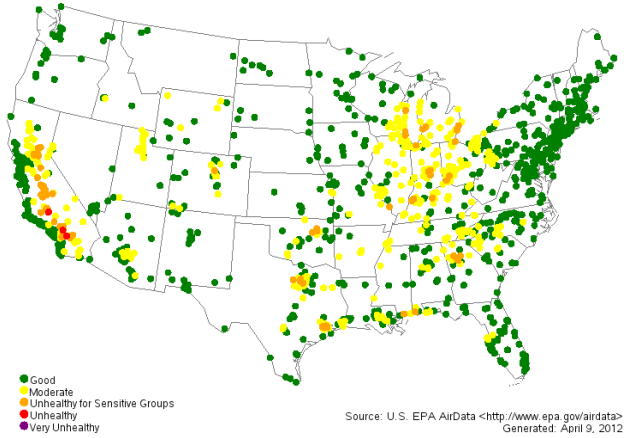 Good
Moderate
Unhealthy for Sensitive Groups
Unhealthy
Very Unhealthy
Source: U.S. EPA AirData <http://www.epa.gov/airdata>
Generated: April 9, 2012